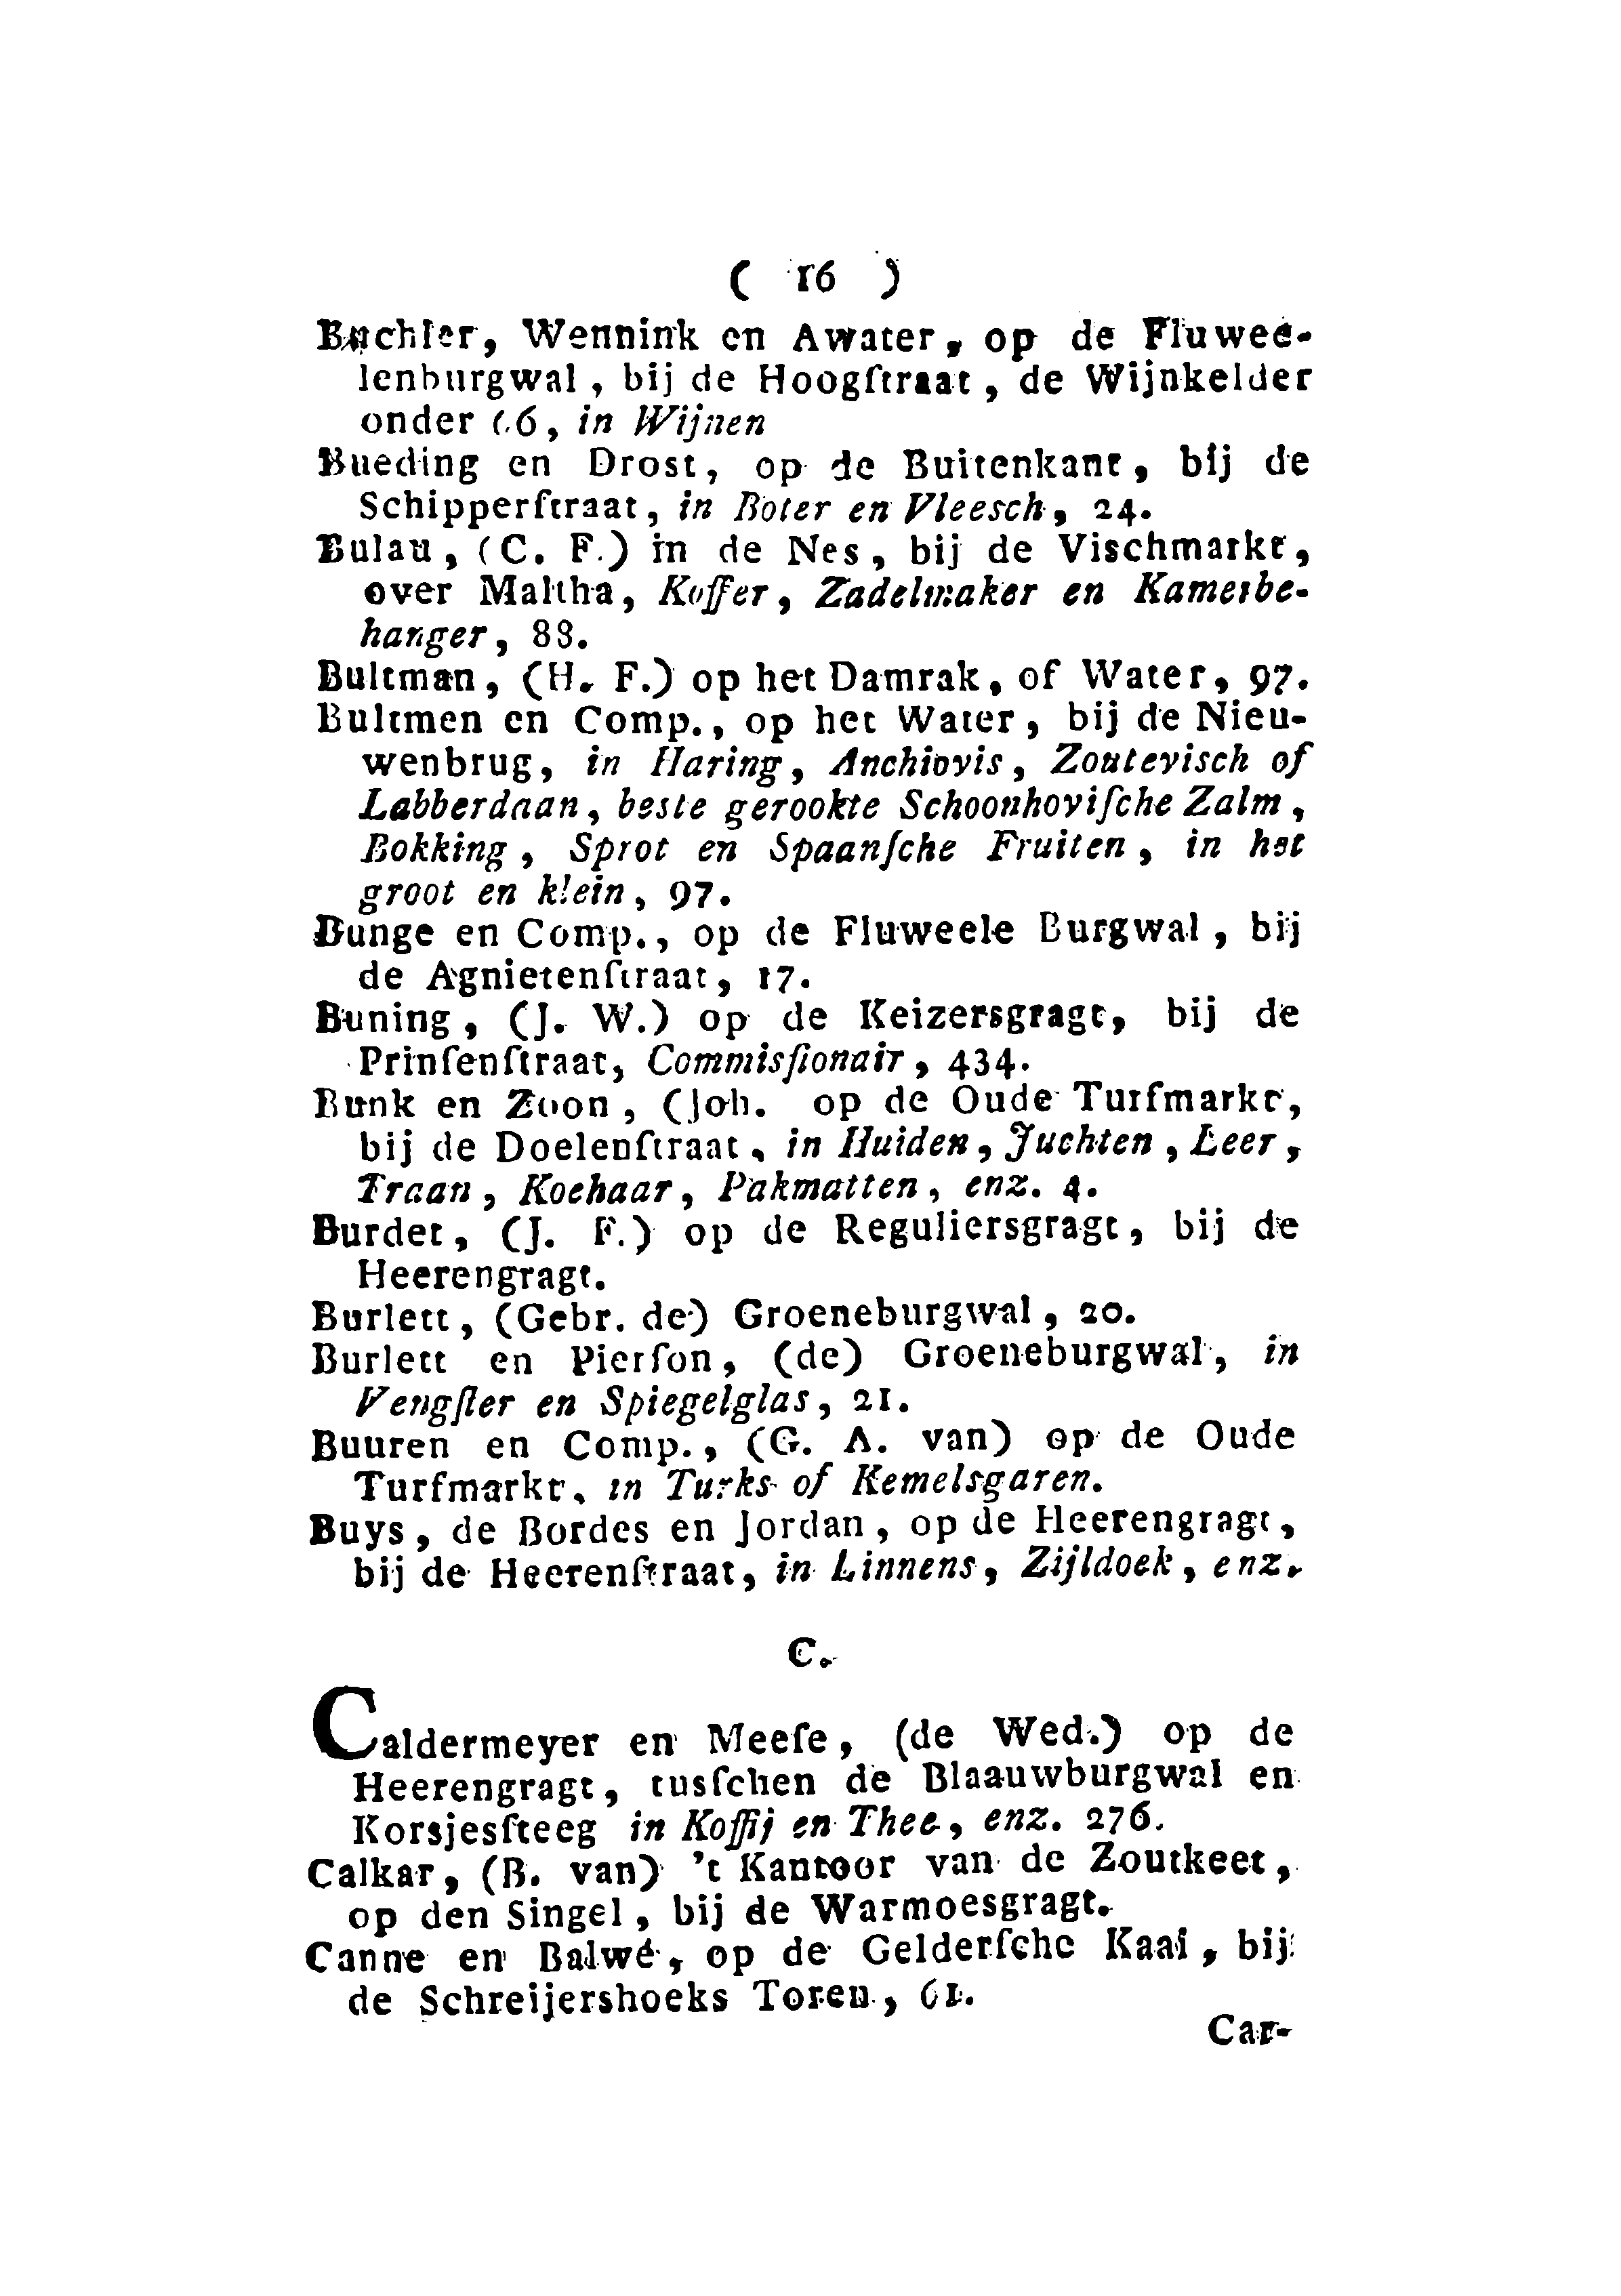 ( 16 )
Buchler, Wennink en Awater, op de Fluwee-
lenburgwal, bij de Hoogſtraat, de Wijnkelder
onder 66, in Wijnen
Bueding en Drost, op de Buitenkant, bij de
Schipperſtraat, in Boter en Vleesch, 24.
Bulau, (C. F.) in de Nes, bij de Vischmarkt,
over Maltha, Koffer, Zadelmaker en Kamerbe-
hanger, 88.
Bultman, (H. F.) op het Damrak, of Water, 97.
Bultmen en Comp., op het Water, bij de Nieu-
wenbrug, in Haring, Anchiovis, Zoutevisch of
Labberdaan, beste gerookte Schoonhoviſche Zalm,
Bokking, Sprot en Spaanſche Fruiten, in het
groot en klein, 97.
Bunge en Comp., op de Fluweele Burgwal, bij
de Agnietenſtraat, 17.
Buning, (J. W.) op de Keizersgragt, bij de
Prinſenſtraat, Commisſionair, 434.
Bunk en Zoon, (Joh. op de Oude Turfmarkt,
bij de Doelenſtraat, in Huiden, Juchten, Leer,
Traan, Koehaar, Pakmatten, enz. 4.
Burdet, (J. F.) op de Reguliersgragt, bij de
Heerengragt.
Burlett, (Gebr. de) Groeneburgwal, 20.
Burlett en Pierſon, (de) Groeneburgwal, in
Vengſter en Spiegelglas, 21.
Buuren en Comp., (G. A. van) op de Oude
Turfmarkt, in Turks of Kemelsgaren.
Buys, de Bordes en Jordan, op de Heerengragt,
bij de Heerenſtraat, in Linnens, Zijldoek, enz.
C.
Caldermeyer en Meeſe, (de Wed.) op de
Heerengragt, tusſchen de Blaauwburgwal en
Korsjesſteeg in Koffij en Thee, enz. 276.
Calkar, (B. van) 't Kantoor van de Zoutkeet,
op den Singel, bij de Warmoesgragt.
Canne en Balwé, op de Gelderſche Kaai, bij
de Schreijershoeks Toren, 61.
Car-